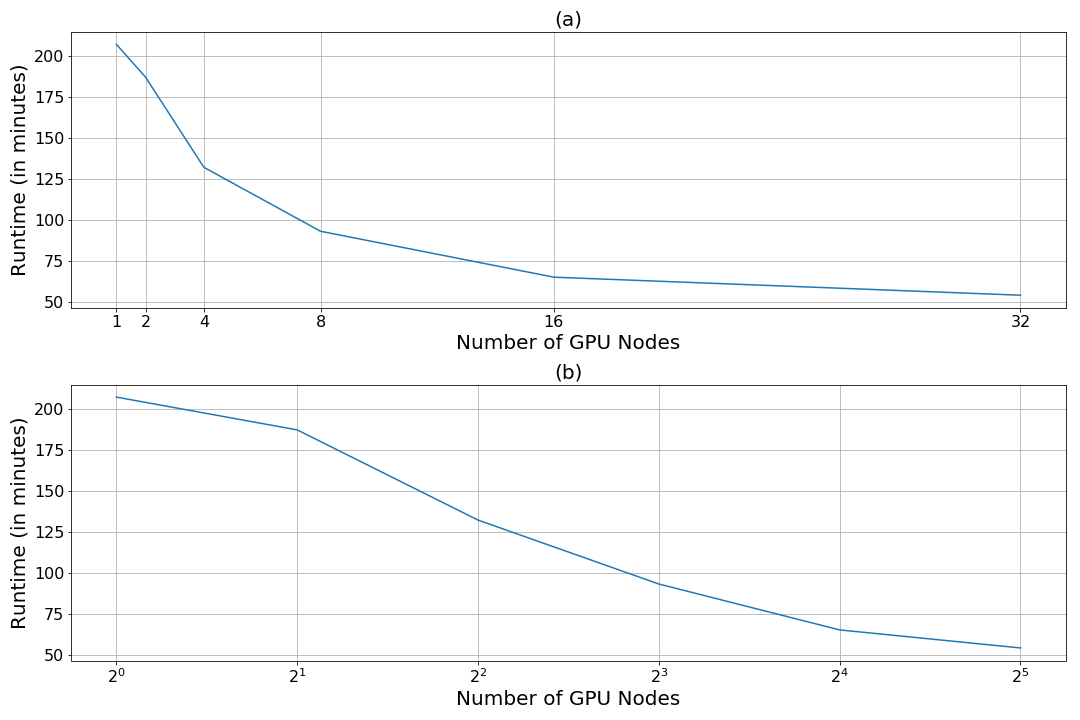 (a)
Runtime (in minutes)
200
175
150
125
100
75
50
1 2 4 8 16 32
Number of GPU Nodes
(b)
Runtime (in minutes)
200
175
150
125
100
75
50
2⁰ 2¹ 2² 2³ 2⁴ 2⁵
Number of GPU Nodes